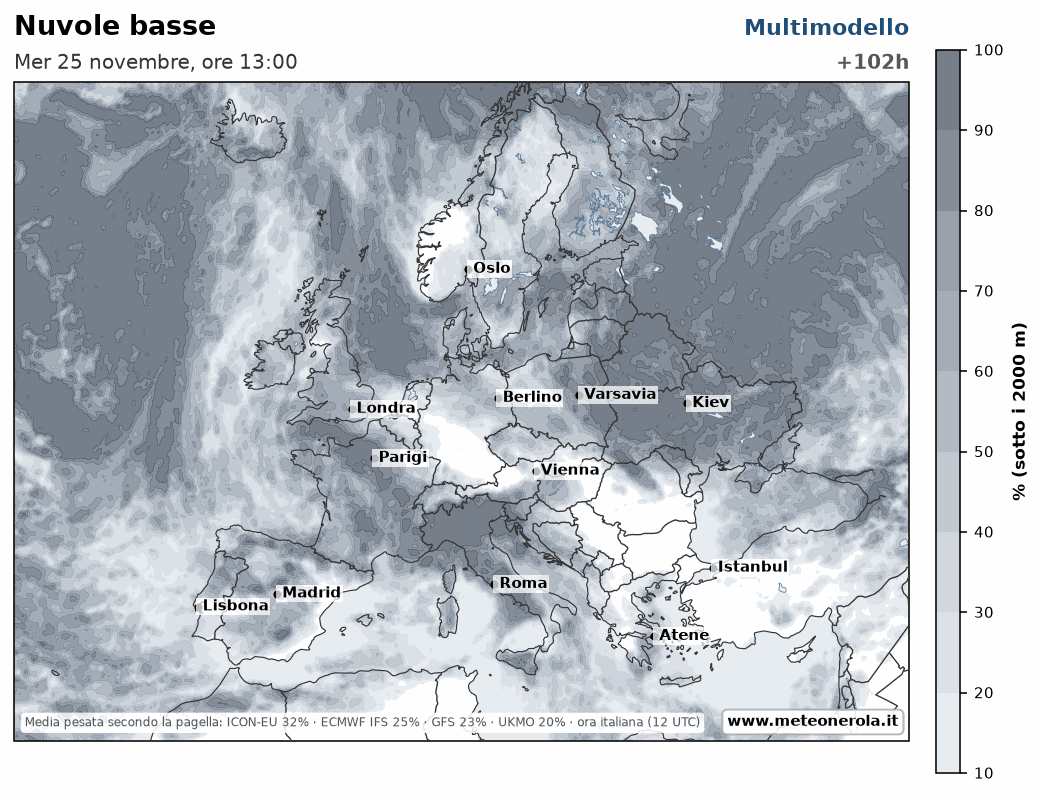 Nuvole basse
Multimodello
Mer 25 novembre, ore 13:00
+102h
Oslo
Londra
Berlino
Varsavia
Kiev
Parigi
Vienna
Istanbul
Roma
Madrid
Lisbona
Atene
Media pesata secondo la pagella: ICON-EU 32% · ECMWF IFS 25% · GFS 23% · UKMO 20% · ora italiana (12 UTC)
www.meteonerola.it
100
90
80
70
60
50
40
30
20
10
% (sotto i 2000 m)